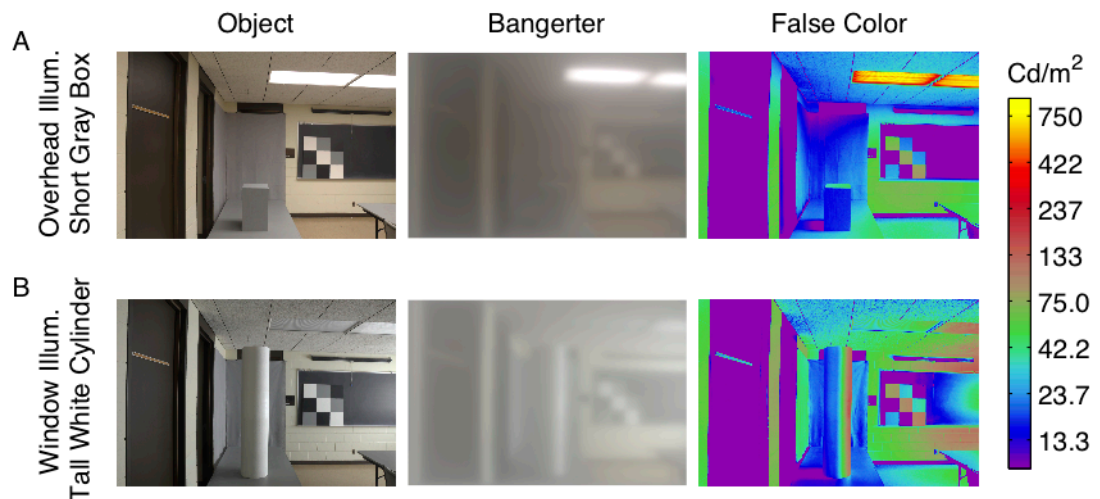 Object
Bangerter
False Color
A
Overhead Illum.
Short Gray Box
B
Window Illum.
Tall White Cylinder
Cd/m²
750
422
237
133
75.0
42.2
23.7
13.3